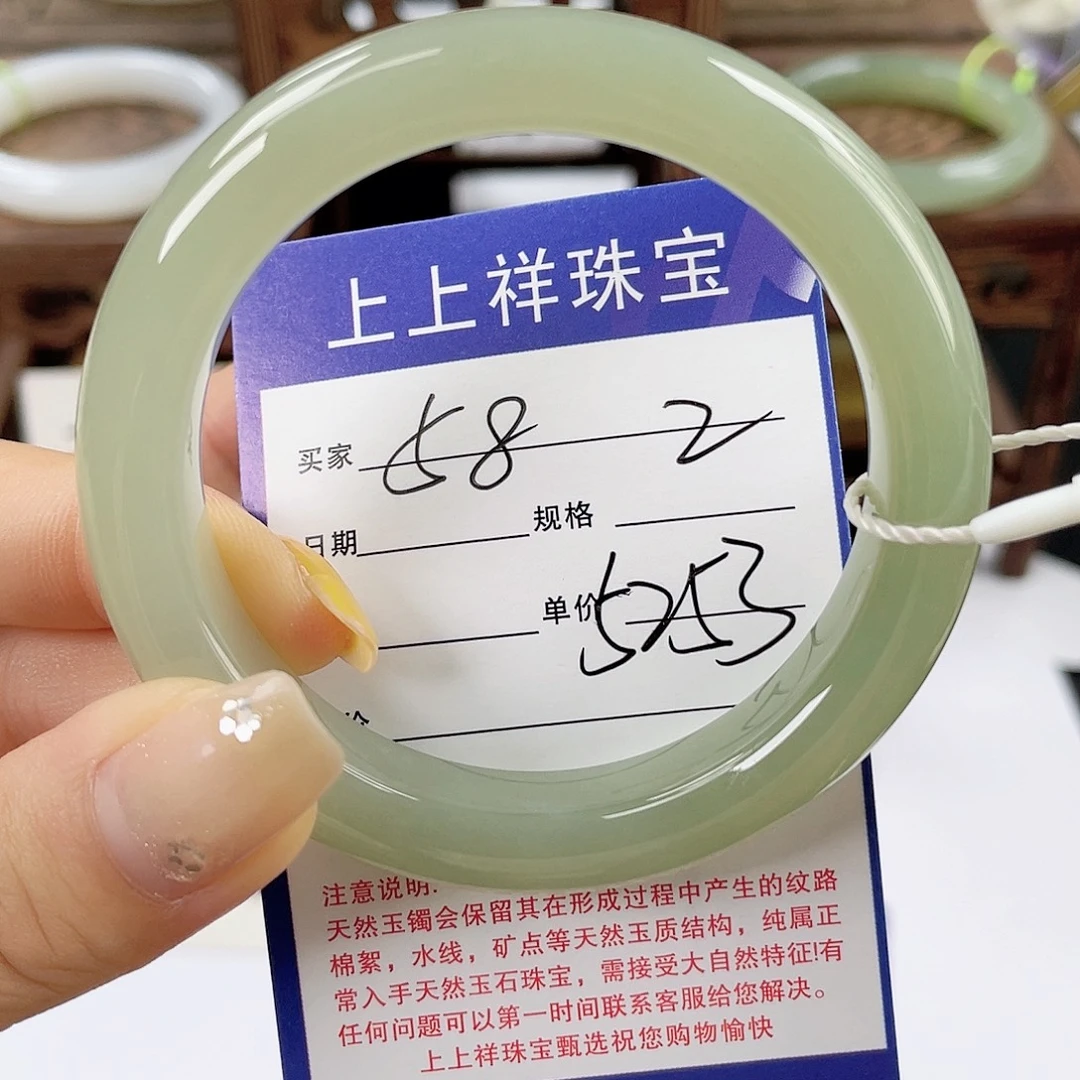 上上祥珠宝
买家 58 2
日期 规格
单价 5253
价
注意说明:
天然玉镯会保留其在形成过程中产生的纹路
棉絮，水线，矿点等天然玉质结构，纯属正
常入手天然玉石珠宝，需接受大自然特征!有
任何问题可以第一时间联系客服给您解决。
上上祥珠宝甄选祝您购物愉快